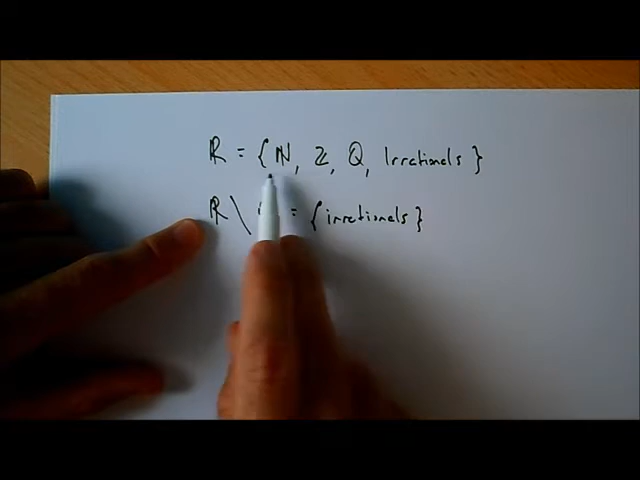 ℝ = {ℕ, ℤ, ℚ, Irrationals}
ℝ \ = {irrationals}